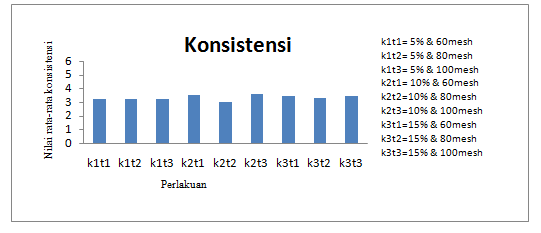 Konsistensi
Nilai rata-rata konsistensi
6
5
4
3
2
1
0
k1t1 k1t2 k1t3 k2t1 k2t2 k2t3 k3t1 k3t2 k3t3
Perlakuan
k1t1= 5% & 60mesh
k1t2= 5% & 80mesh
k1t3= 5% & 100mesh
k2t1= 10% & 60mesh
k2t2=10% & 80mesh
k2t3=10% & 100mesh
k3t1=15% & 60mesh
k3t2=15% & 80mesh
k3t3=15% & 100mesh